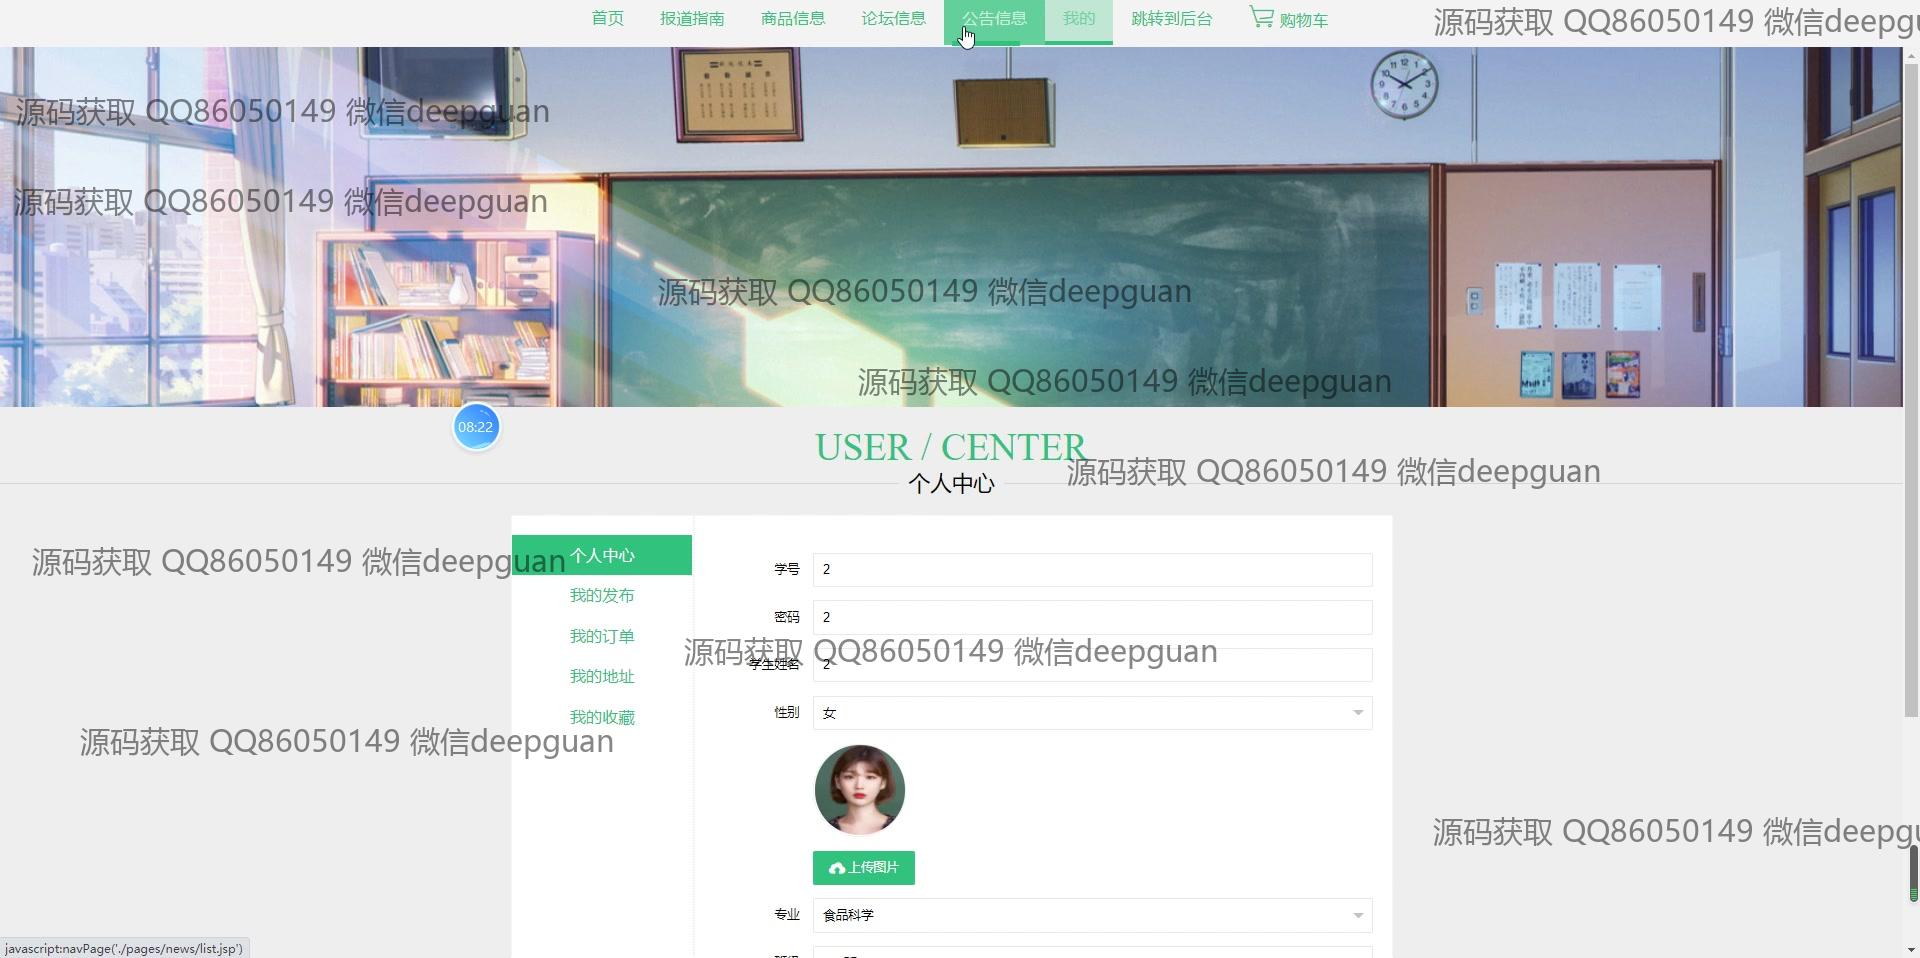 首页 报道指南 商品信息 论坛信息 公告信息 我的 跳转到后台 购物车
源码获取 QQ86050149 微信deepgu
源码获取 QQ86050149 微信deepguan
源码获取 QQ86050149 微信deepguan
源码获取 QQ86050149 微信deepguan
源码获取 QQ86050149 微信deepguan
08:22
USER / CENTER
源码获取 QQ86050149 微信deepguan
个人中心
源码获取 QQ86050149 微信deepguan
个人中心
我的发布
我的订单
我的地址
我的收藏
学号 2
密码 2
源码获取 QQ86050149 微信deepguan
学生姓名 2
性别 女
源码获取 QQ86050149 微信deepguan
上传图片
源码获取 QQ86050149 微信deepgu
专业 食品科学
javascript:navPage('./pages/news/list.jsp')